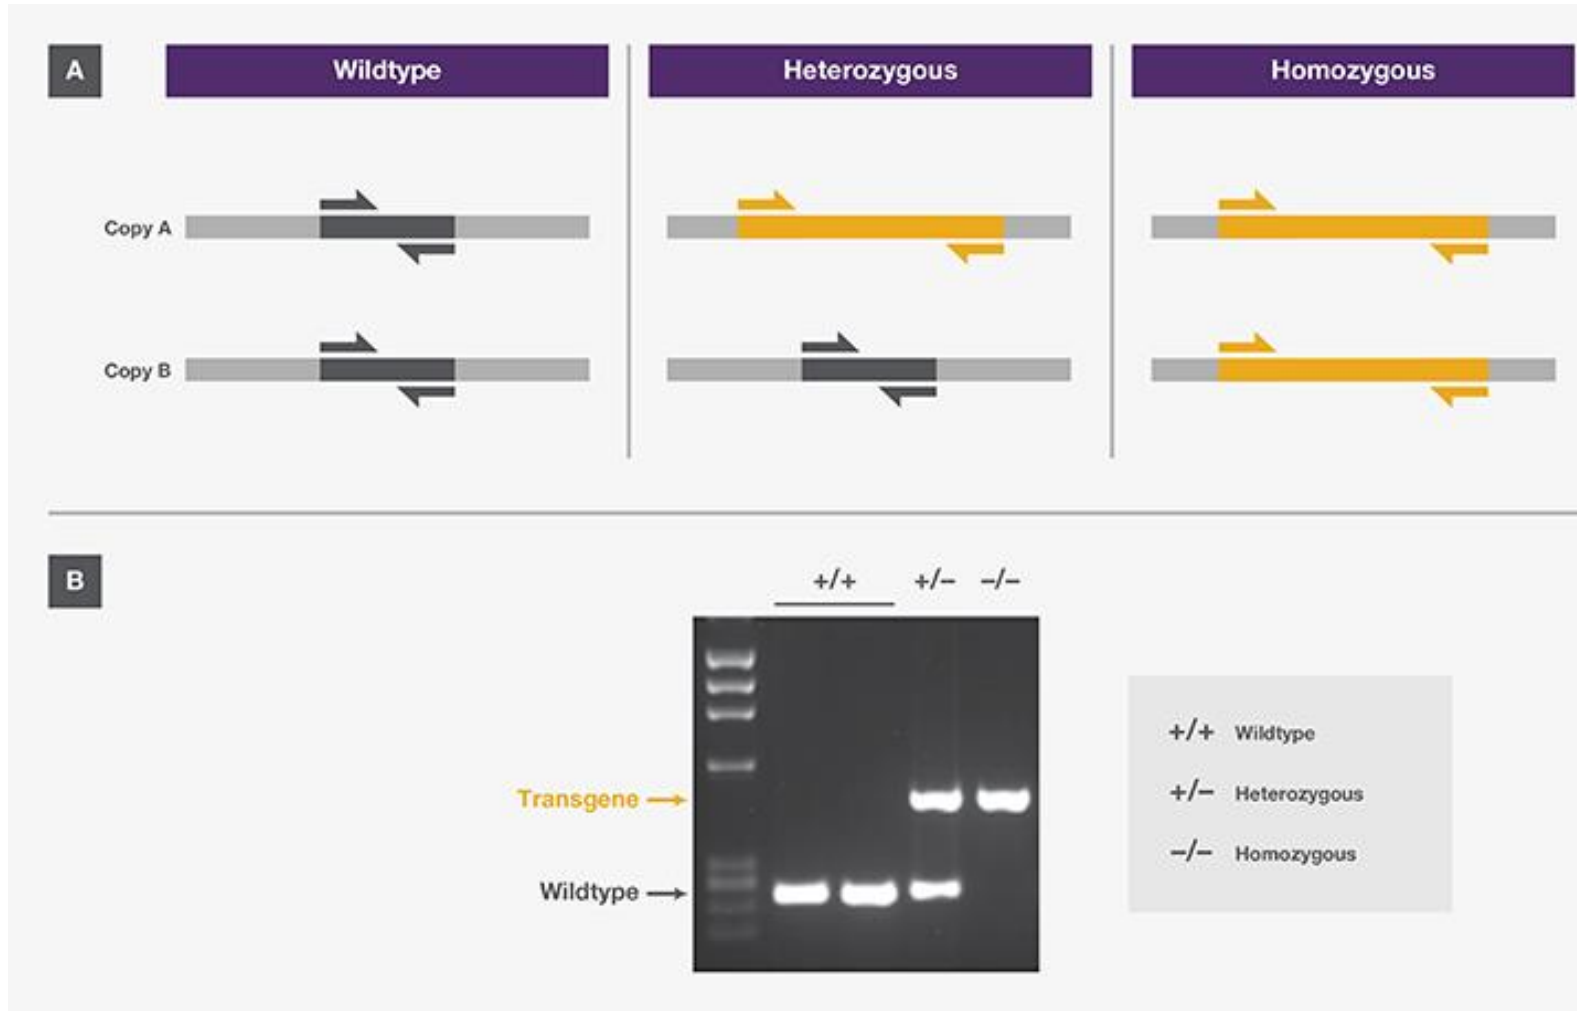 A
Wildtype
Heterozygous
Homozygous
Copy A
Copy B
B
+/+
+/−
−/−
Transgene
Wildtype
+/+ Wildtype
+/− Heterozygous
−/− Homozygous